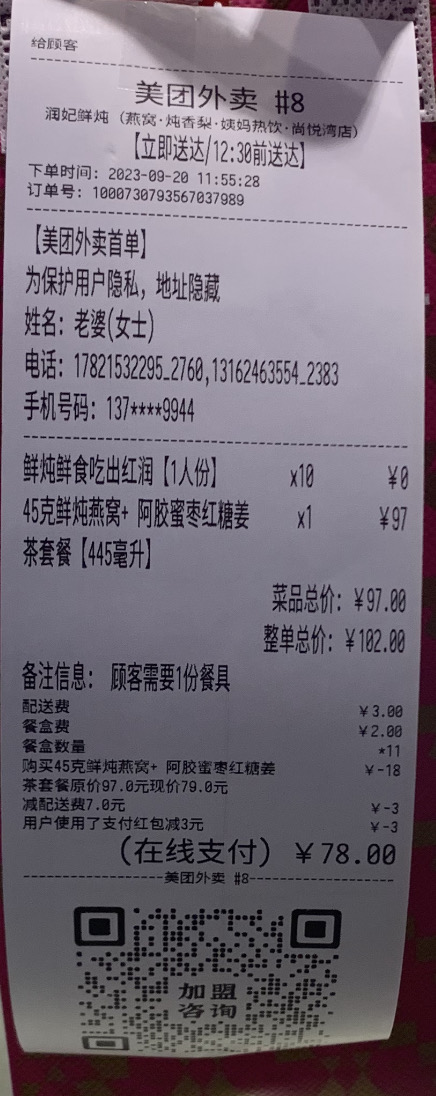 给顾客
美团外卖 #8
润妃鲜炖（燕窝·炖香梨·姨妈热饮·尚悦湾店）
【立即送达/12:30前送达】
下单时间: 2023-09-20 11:55:28
订单号: 1000730793567037989
【美团外卖首单】
为保护用户隐私，地址隐藏
姓名: 老婆(女士)
电话: 17821532295_2760,13162463554_2383
手机号码: 137****9944
鲜炖鲜食吃出红润【1人份】 x10 ￥0
45克鲜炖燕窝+ 阿胶蜜枣红糖姜 x1 ￥97
茶套餐【445毫升】
菜品总价: ￥97.00
整单总价: ￥102.00
备注信息: 顾客需要1份餐具
配送费 ￥3.00
餐盒费 ￥2.00
餐盒数量 *11
购买45克鲜炖燕窝+ 阿胶蜜枣红糖姜 ￥-18
茶套餐原价97.0元现价79.0元
减配送费7.0元 ￥-3
用户使用了支付红包减3元 ￥-3
（在线支付）￥78.00
美团外卖 #8
加盟
咨询